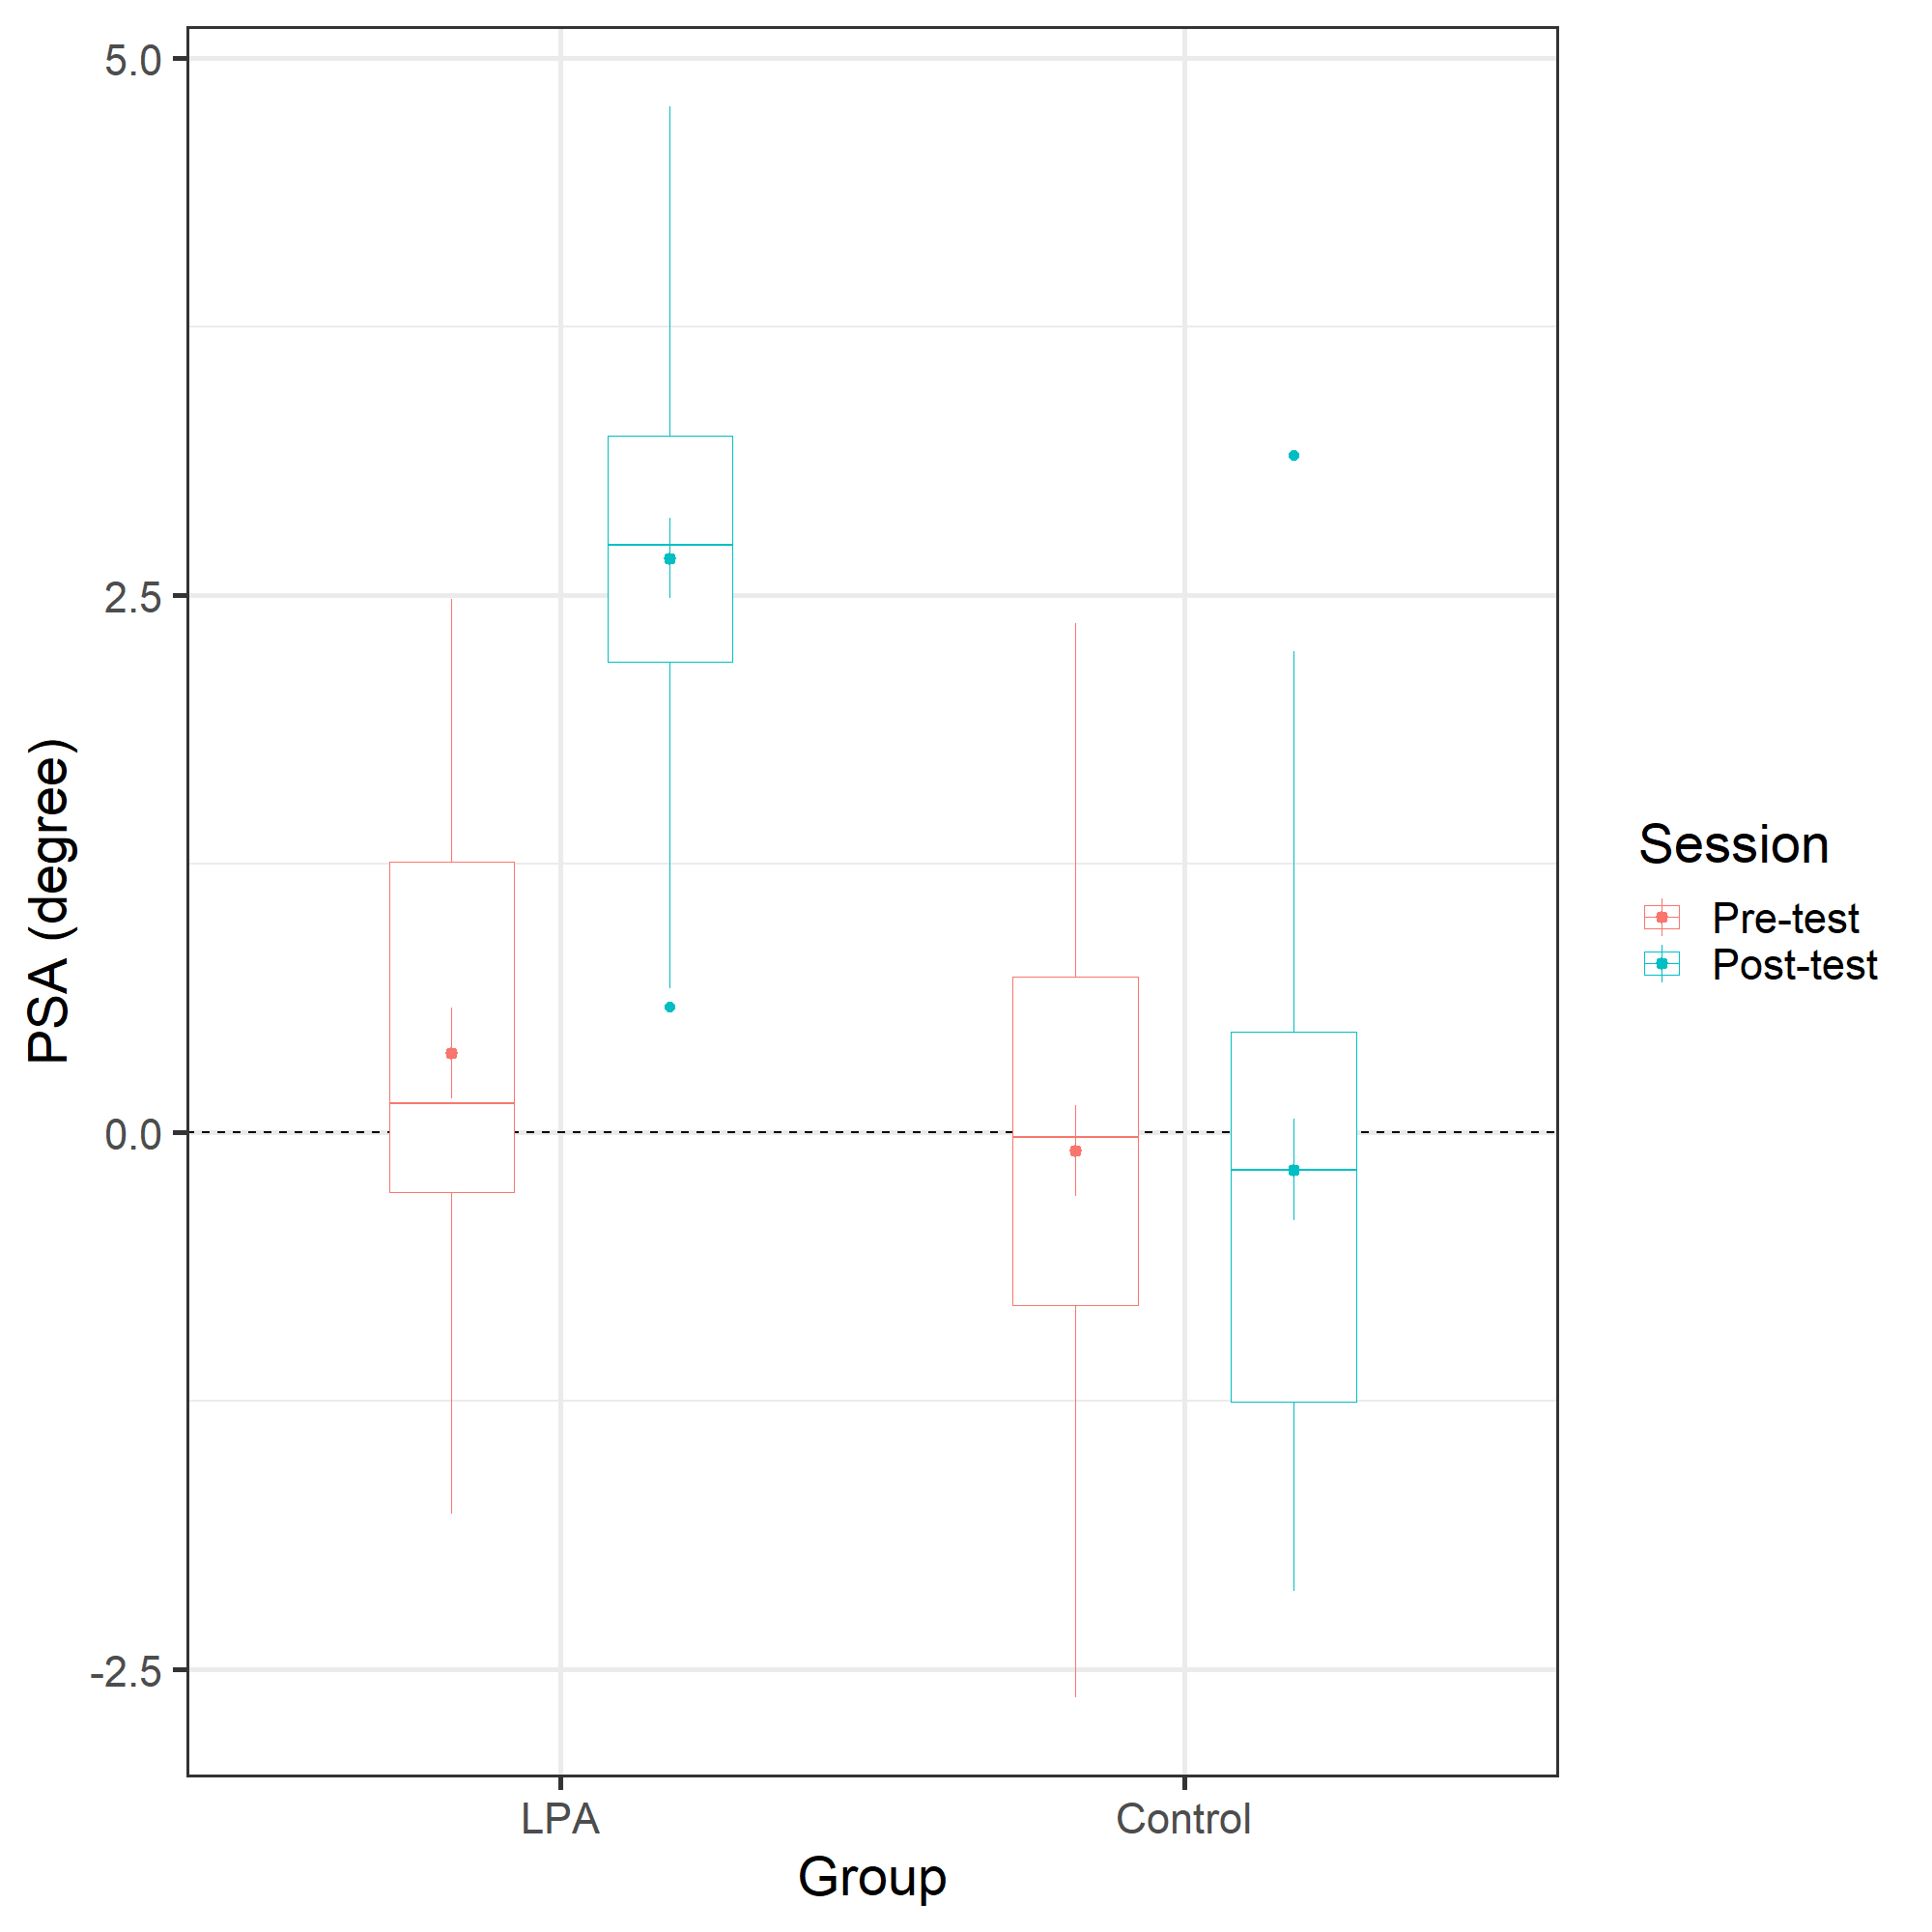 5.0
2.5
0.0
-2.5
PSA (degree)
LPA
Control
Group
Session
Pre-test
Post-test